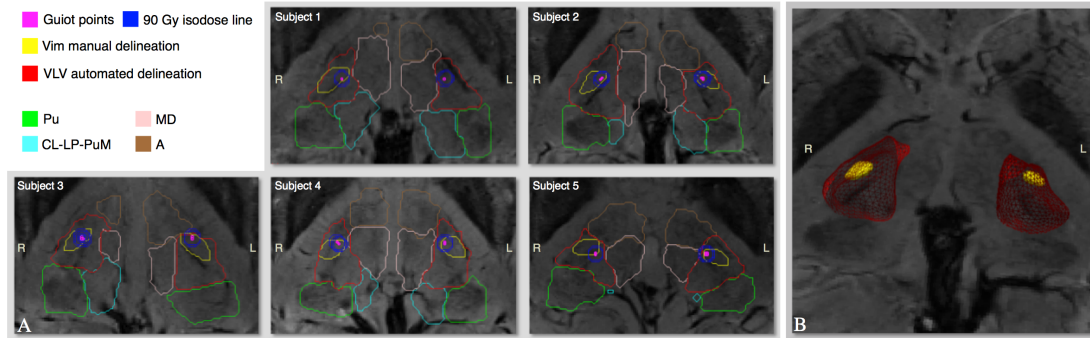 Guiot points 90 Gy isodose line
Vim manual delineation
VLV automated delineation
Pu MD
CL-LP-PuM A
Subject 1
R L
Subject 2
R L
Subject 3
R L
Subject 4
R L
Subject 5
R L
A
R L
B